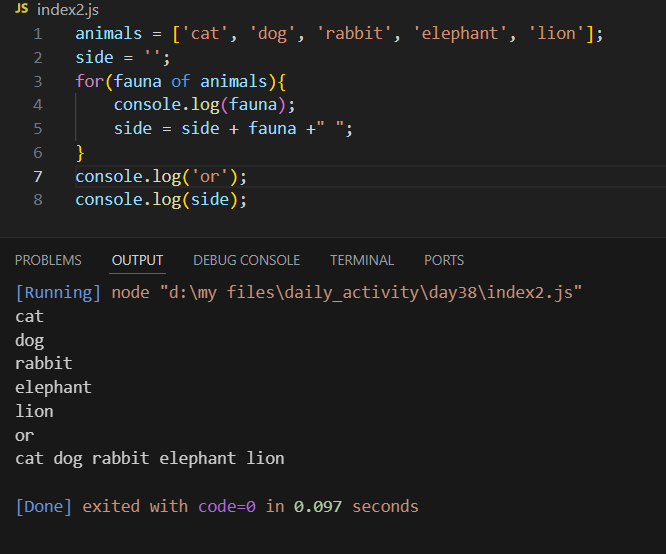 JS index2.js
1 animals = ['cat', 'dog', 'rabbit', 'elephant', 'lion'];
2 side = '';
3 for(fauna of animals){
4     console.log(fauna);
5     side = side + fauna +" ";
6 }
7 console.log('or');
8 console.log(side);
PROBLEMS OUTPUT DEBUG CONSOLE TERMINAL PORTS
[Running] node "d:\my files\daily_activity\day38\index2.js"
cat
dog
rabbit
elephant
lion
or
cat dog rabbit elephant lion
[Done] exited with code=0 in 0.097 seconds